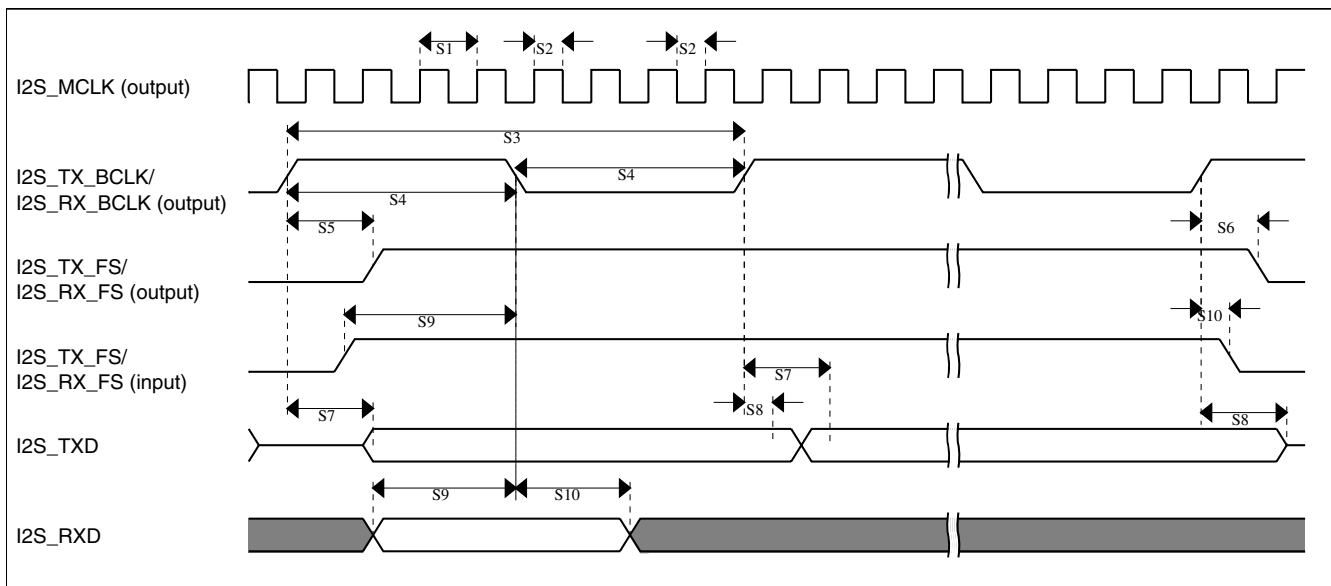 S1
S2
S2
I2S_MCLK (output)
S3
I2S_TX_BCLK/
I2S_RX_BCLK (output)
S4
S4
S5
S6
I2S_TX_FS/
I2S_RX_FS (output)
S9
S10
I2S_TX_FS/
I2S_RX_FS (input)
S7
S7
S8
S8
I2S_TXD
S9
S10
I2S_RXD